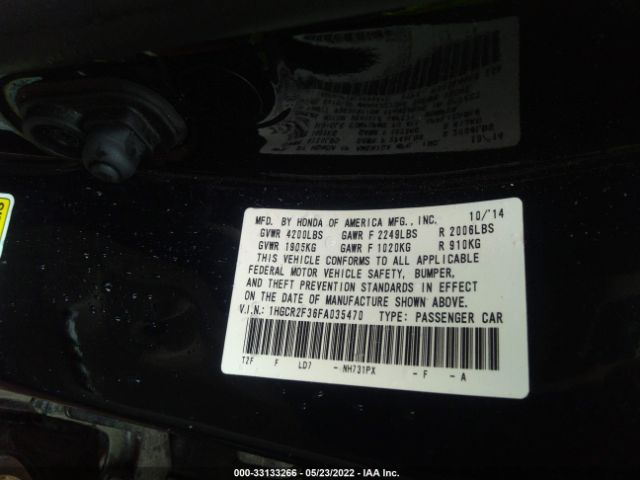 MFD. BY HONDA OF AMERICA MFG., INC. 10/'14
GVWR 4200LBS GAWR F 2249LBS R 2006LBS
GVWR 1905KG GAWR F 1020KG R 910KG
THIS VEHICLE CONFORMS TO ALL APPLICABLE
FEDERAL MOTOR VEHICLE SAFETY, BUMPER,
AND THEFT PREVENTION STANDARDS IN EFFECT
ON THE DATE OF MANUFACTURE SHOWN ABOVE.
V.I.N.: 1HGCR2F36FA035470 TYPE: PASSENGER CAR
T2F F LD7 - NH731PX - F - A
000-33133266 - 05/23/2022 - IAA Inc.